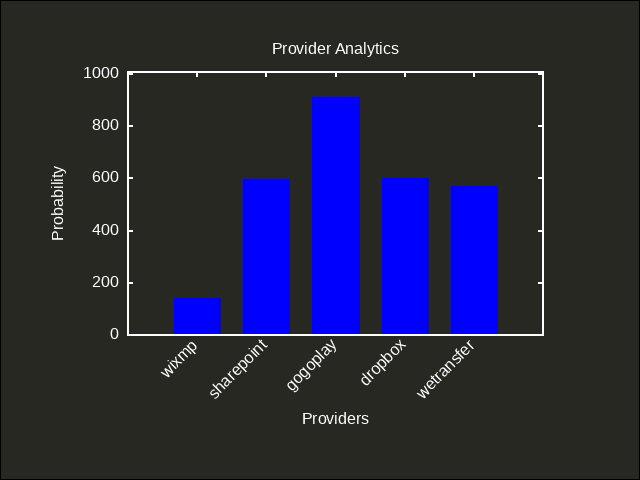 Provider Analytics
1000
800
600
400
200
0
Probability
wixmp
sharepoint
gogoplay
dropbox
wetransfer
Providers